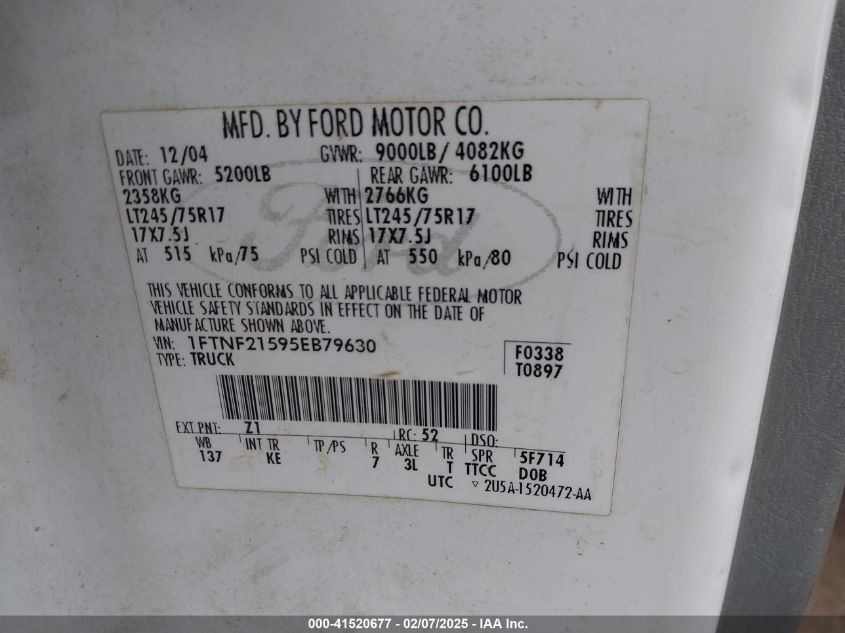 MFD. BY FORD MOTOR CO.
DATE: 12/04 GVWR: 9000LB/ 4082KG
FRONT GAWR: 5200LB REAR GAWR: 6100LB
2358KG WITH 2766KG WITH
LT245/75R17 TIRES LT245/75R17 TIRES
17X7.5J RIMS 17X7.5J RIMS
AT 515 kPa/75 PSI COLD AT 550 kPa/80 PSI COLD
Ford
THIS VEHICLE CONFORMS TO ALL APPLICABLE FEDERAL MOTOR
VEHICLE SAFETY STANDARDS IN EFFECT ON THE DATE OF
MANUFACTURE SHOWN ABOVE.
VIN: 1FTNF21595EB79630 F0338
TYPE: TRUCK T0897
EXT PNT: Z1 RC: 52 DSO:
WB INT TR TP/PS R AXLE TR SPR 5F714
137 KE 7 3L T TTCC DOB
UTC ▽ 2U5A-1520472-AA
000-41520677 - 02/07/2025 - IAA Inc.